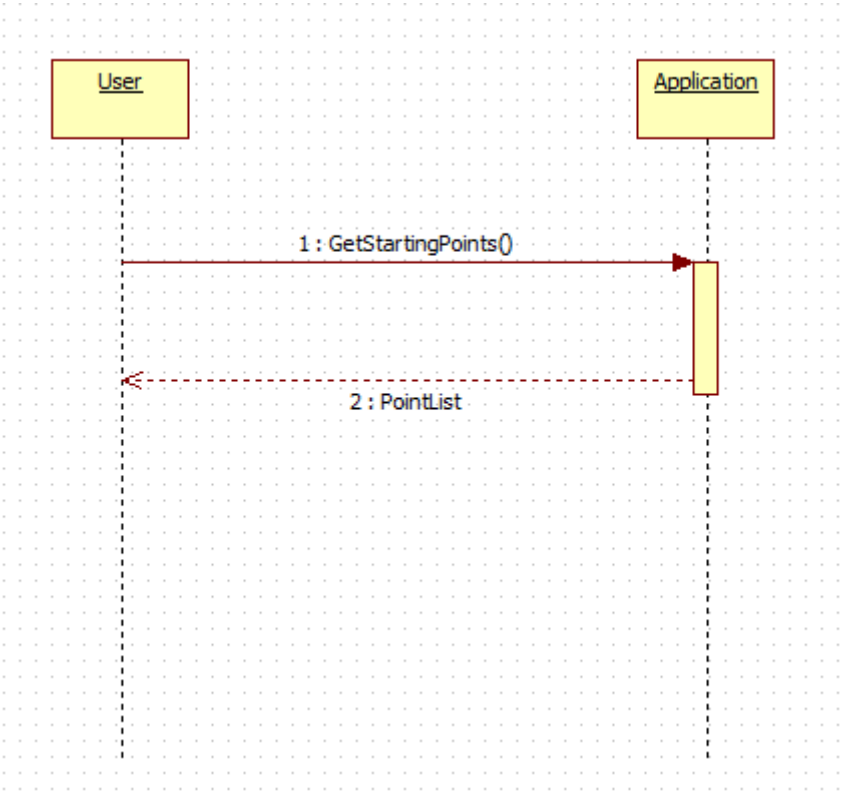 User
Application
1 : GetStartingPoints()
2 : PointList